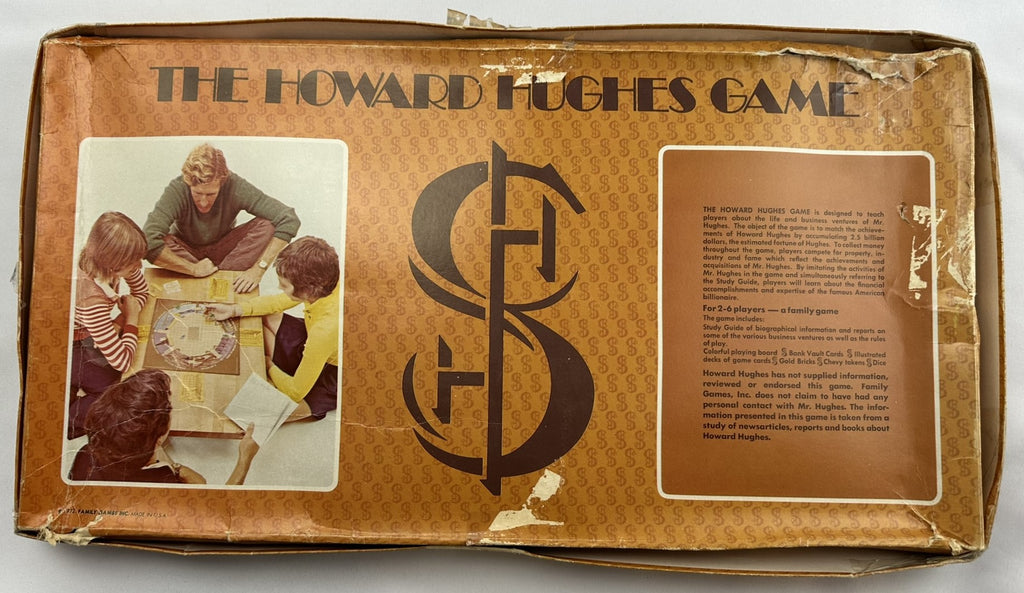 THE HOWARD HUGHES GAME
THE HOWARD HUGHES GAME is designed to teach
players about the life and business ventures of Mr.
Hughes. The object of the game is to match the achieve-
ments of Howard Hughes by accumulating 2.5 billion
dollars, the estimated fortune of Hughes. To collect money
throughout the game, players compete for property, in-
dustry and fame which reflect the achievements and
acquisitions of Mr. Hughes. By imitating the activities of
Mr. Hughes in the game and simultaneously referring to
the Study Guide, players will learn about the financial
accomplishments and expertise of the famous American
billionaire.
For 2-6 players — a family game
The game includes:
Study Guide of biographical information and reports on
some of the various business ventures as well as the rules
of play.
Colorful playing board $ Bank Vault Cards $ Illustrated
decks of game cards $ Gold Bricks $ Chevy tokens $ Dice
Howard Hughes has not supplied information,
reviewed or endorsed this game. Family
Games, Inc. does not claim to have had any
personal contact with Mr. Hughes. The infor-
mation presented in this game is taken from a
study of newsarticles, reports and books about
Howard Hughes.
FAMILY GAMES INC. MADE IN U.S.A.